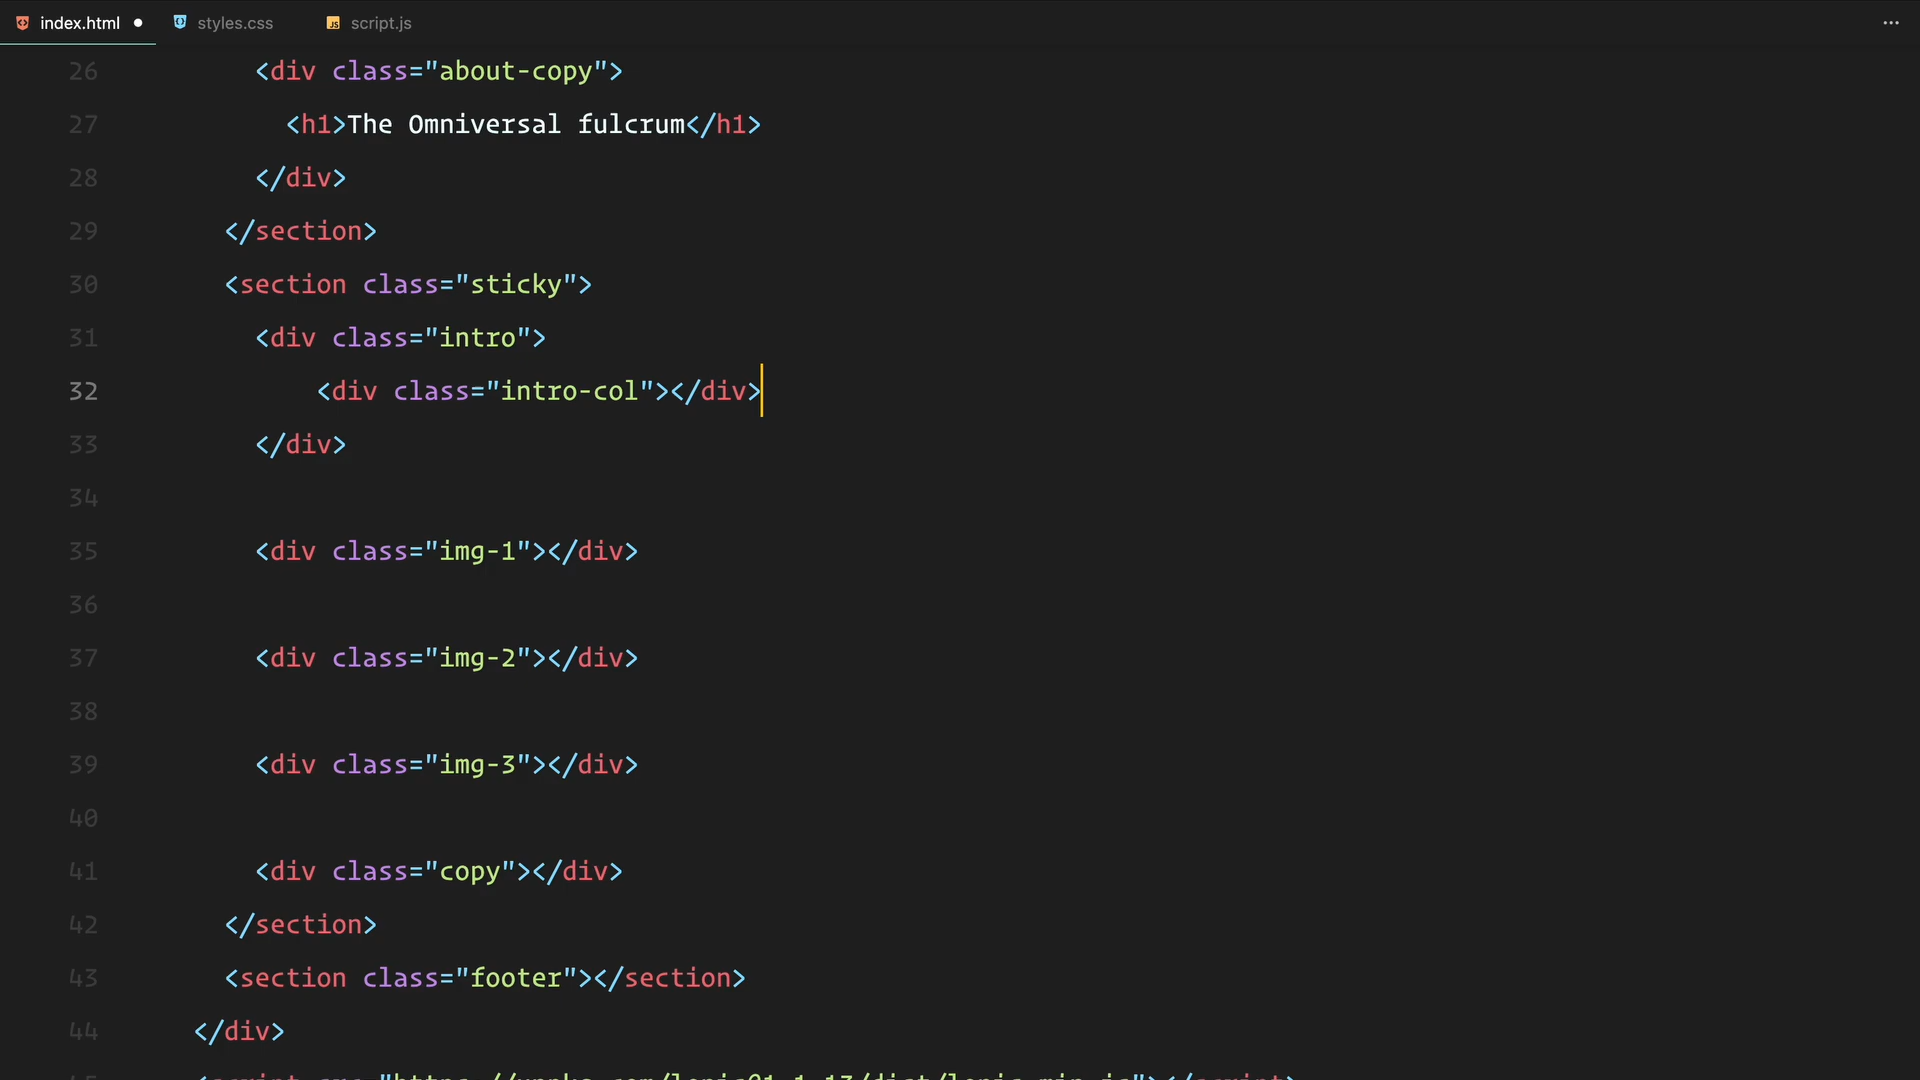 index.html styles.css script.js
26 <div class="about-copy">
27 <h1>The Omniversal fulcrum</h1>
28 </div>
29 </section>
30 <section class="sticky">
31 <div class="intro">
32 <div class="intro-col"></div>
33 </div>
34
35 <div class="img-1"></div>
36
37 <div class="img-2"></div>
38
39 <div class="img-3"></div>
40
41 <div class="copy"></div>
42 </section>
43 <section class="footer"></section>
44 </div>